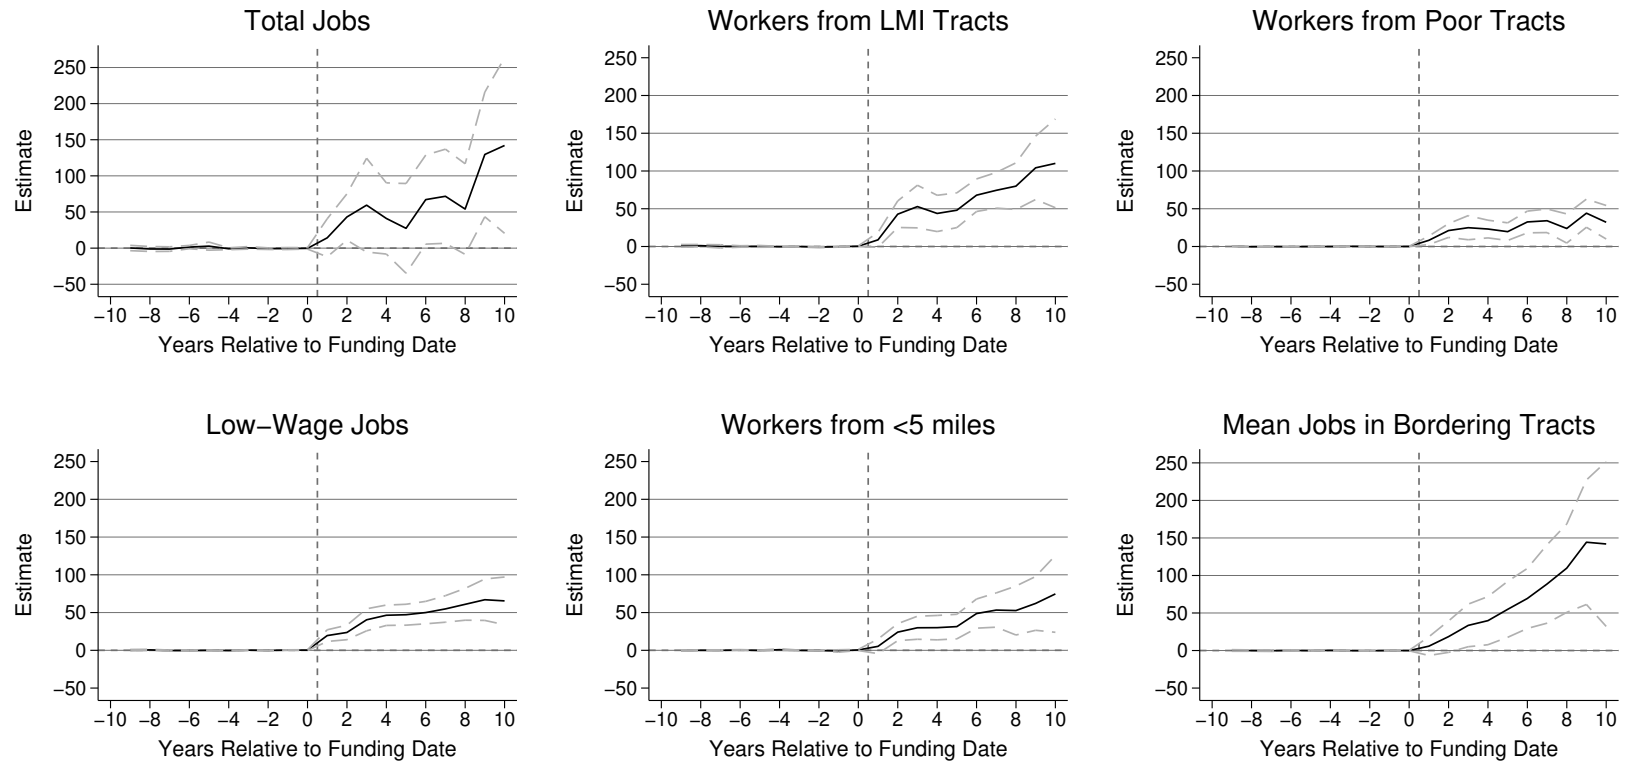 Total Jobs
Workers from LMI Tracts
Workers from Poor Tracts
Estimate
250
200
150
100
50
0
−50
−10 −8 −6 −4 −2 0 2 4 6 8 10
Years Relative to Funding Date
Estimate
250
200
150
100
50
0
−50
−10 −8 −6 −4 −2 0 2 4 6 8 10
Years Relative to Funding Date
Estimate
250
200
150
100
50
0
−50
−10 −8 −6 −4 −2 0 2 4 6 8 10
Years Relative to Funding Date
Low−Wage Jobs
Workers from <5 miles
Mean Jobs in Bordering Tracts
Estimate
250
200
150
100
50
0
−50
−10 −8 −6 −4 −2 0 2 4 6 8 10
Years Relative to Funding Date
Estimate
250
200
150
100
50
0
−50
−10 −8 −6 −4 −2 0 2 4 6 8 10
Years Relative to Funding Date
Estimate
250
200
150
100
50
0
−50
−10 −8 −6 −4 −2 0 2 4 6 8 10
Years Relative to Funding Date